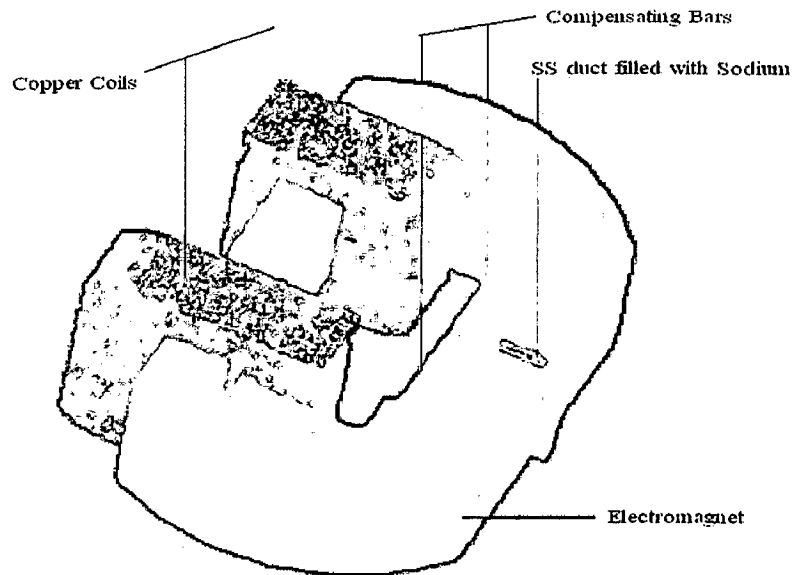 Compensating Bars
SS duct filled with Sodium
Copper Coils
Electromagnet